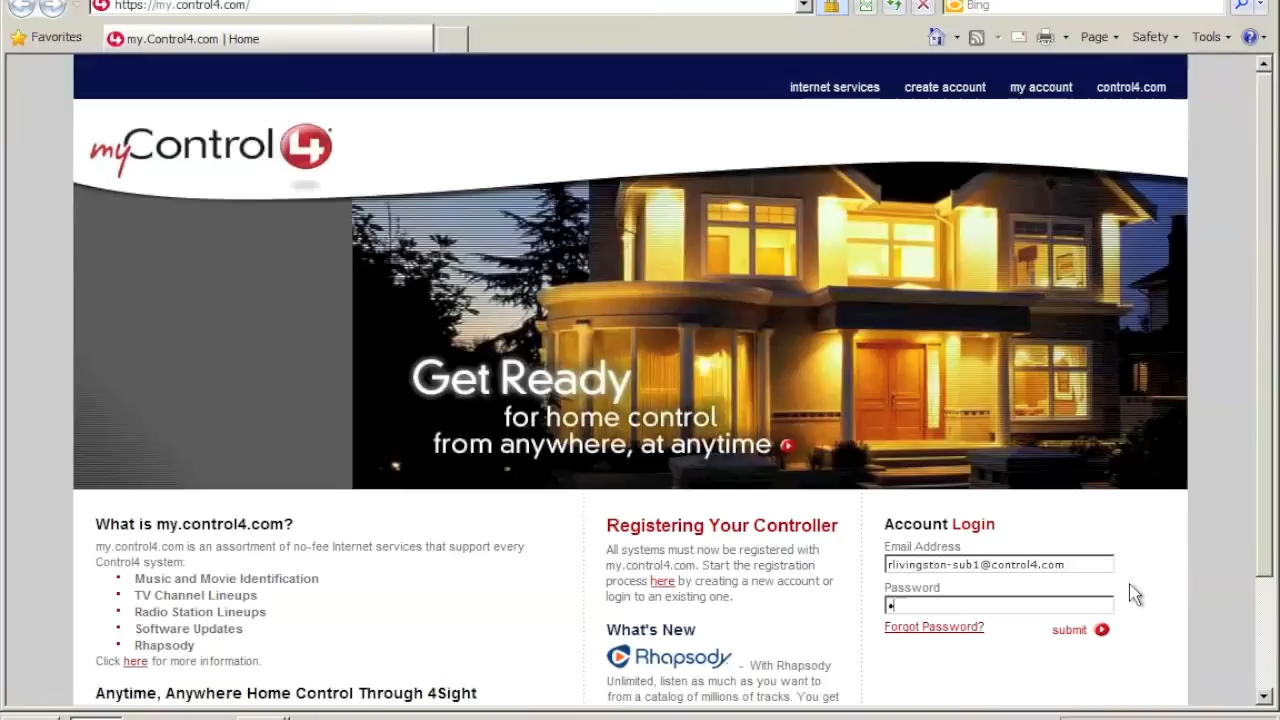 https://my.control4.com/
Bing
Favorites
my.Control4.com | Home
Page
Safety
Tools
internet services
create account
my account
control4.com
myControl4
Get Ready
for home control
from anywhere, at anytime
What is my.control4.com?
my.control4.com is an assortment of no-fee Internet services that support every
Control4 system:
Music and Movie Identification
TV Channel Lineups
Radio Station Lineups
Software Updates
Rhapsody
Click here for more information.
Anytime, Anywhere Home Control Through 4Sight
Registering Your Controller
All systems must now be registered with
my.control4.com. Start the registration
process here by creating a new account or
login to an existing one.
What's New
Rhapsody – With Rhapsody
Unlimited, listen as much as you want to
from a catalog of millions of tracks. You get
Account Login
Email Address
rlivingston-sub1@control4.com
Password
Forgot Password?
submit